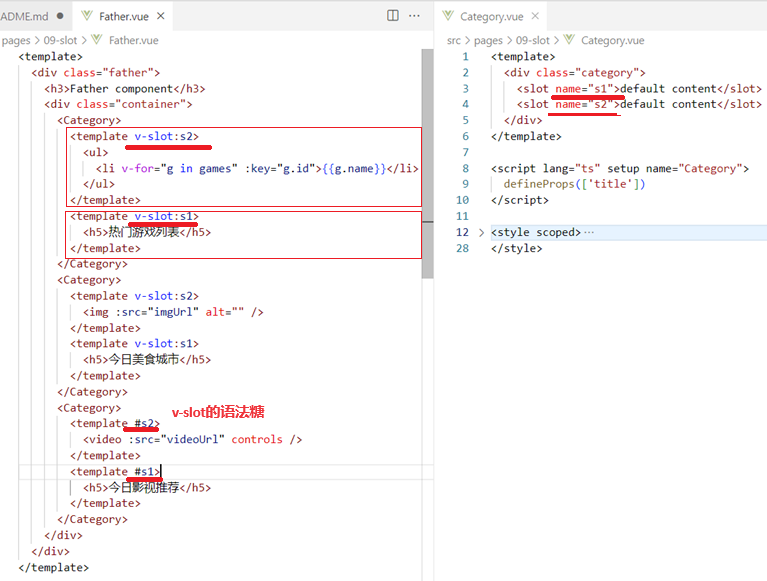 ADME.md ● Father.vue × ···
pages > 09-slot > Father.vue
<template>
<div class="father">
<h3>Father component</h3>
<div class="container">
<Category>
<template v-slot:s2>
<ul>
<li v-for="g in games" :key="g.id">{{g.name}}</li>
</ul>
</template>
<template v-slot:s1>
<h5>热门游戏列表</h5>
</template>
</Category>
<Category>
<template v-slot:s2>
<img :src="imgUrl" alt="" />
</template>
<template v-slot:s1>
<h5>今日美食城市</h5>
</template>
</Category>
<Category>
v-slot的语法糖
<template #s2>
<video :src="videoUrl" controls />
</template>
<template #s1>
<h5>今日影视推荐</h5>
</template>
</Category>
</div>
</div>
</template>
Category.vue ×
src > pages > 09-slot > Category.vue
1 <template>
2 <div class="category">
3 <slot name="s1">default content</slot>
4 <slot name="s2">default content</slot>
5 </div>
6 </template>
7
8 <script lang="ts" setup name="Category">
9 defineProps(['title'])
10 </script>
11
12 > <style scoped> ···
28 </style>